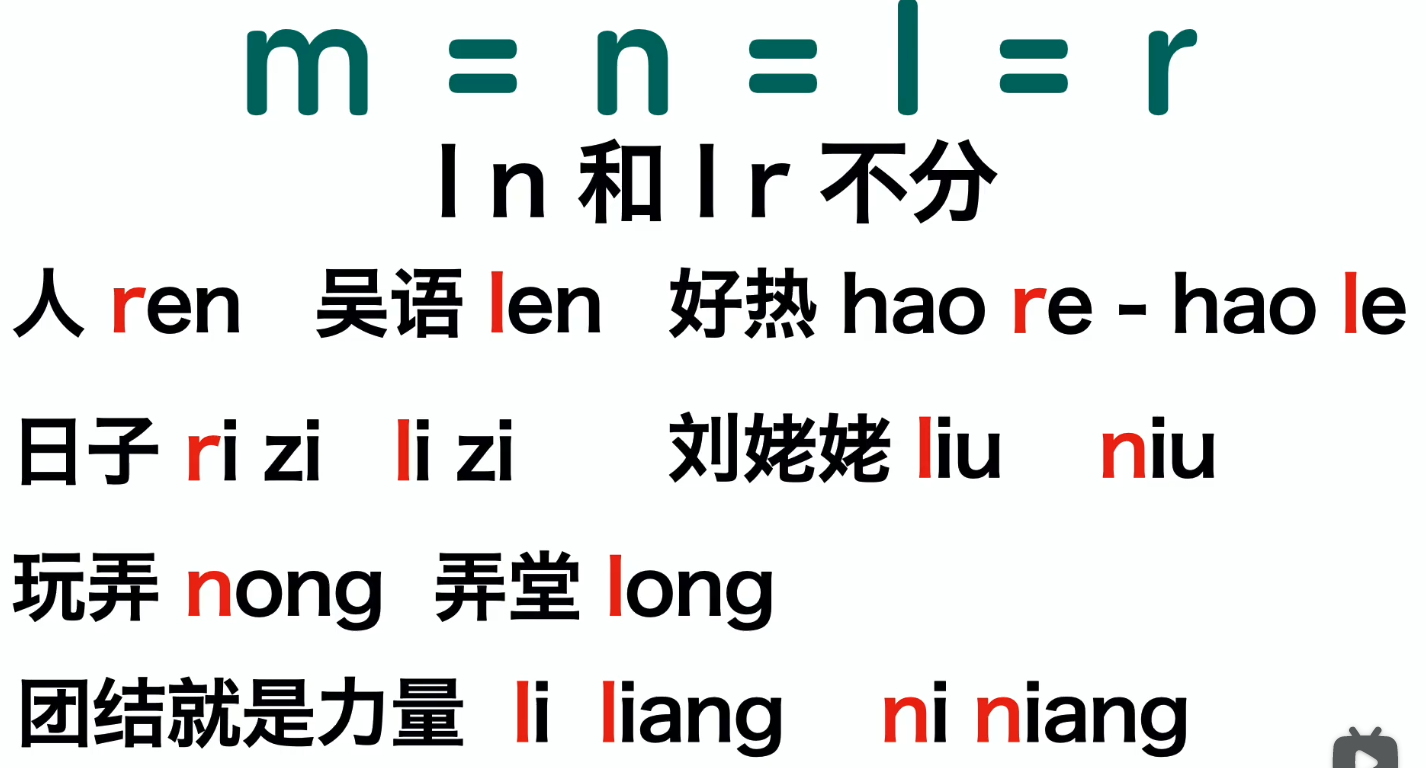 m = n = l = r
l n 和 l r 不分
人 ren 吴语 len 好热 hao re - hao le
日子 ri zi li zi 刘姥姥 liu niu
玩弄 nong 弄堂 long
团结就是力量 li liang ni niang